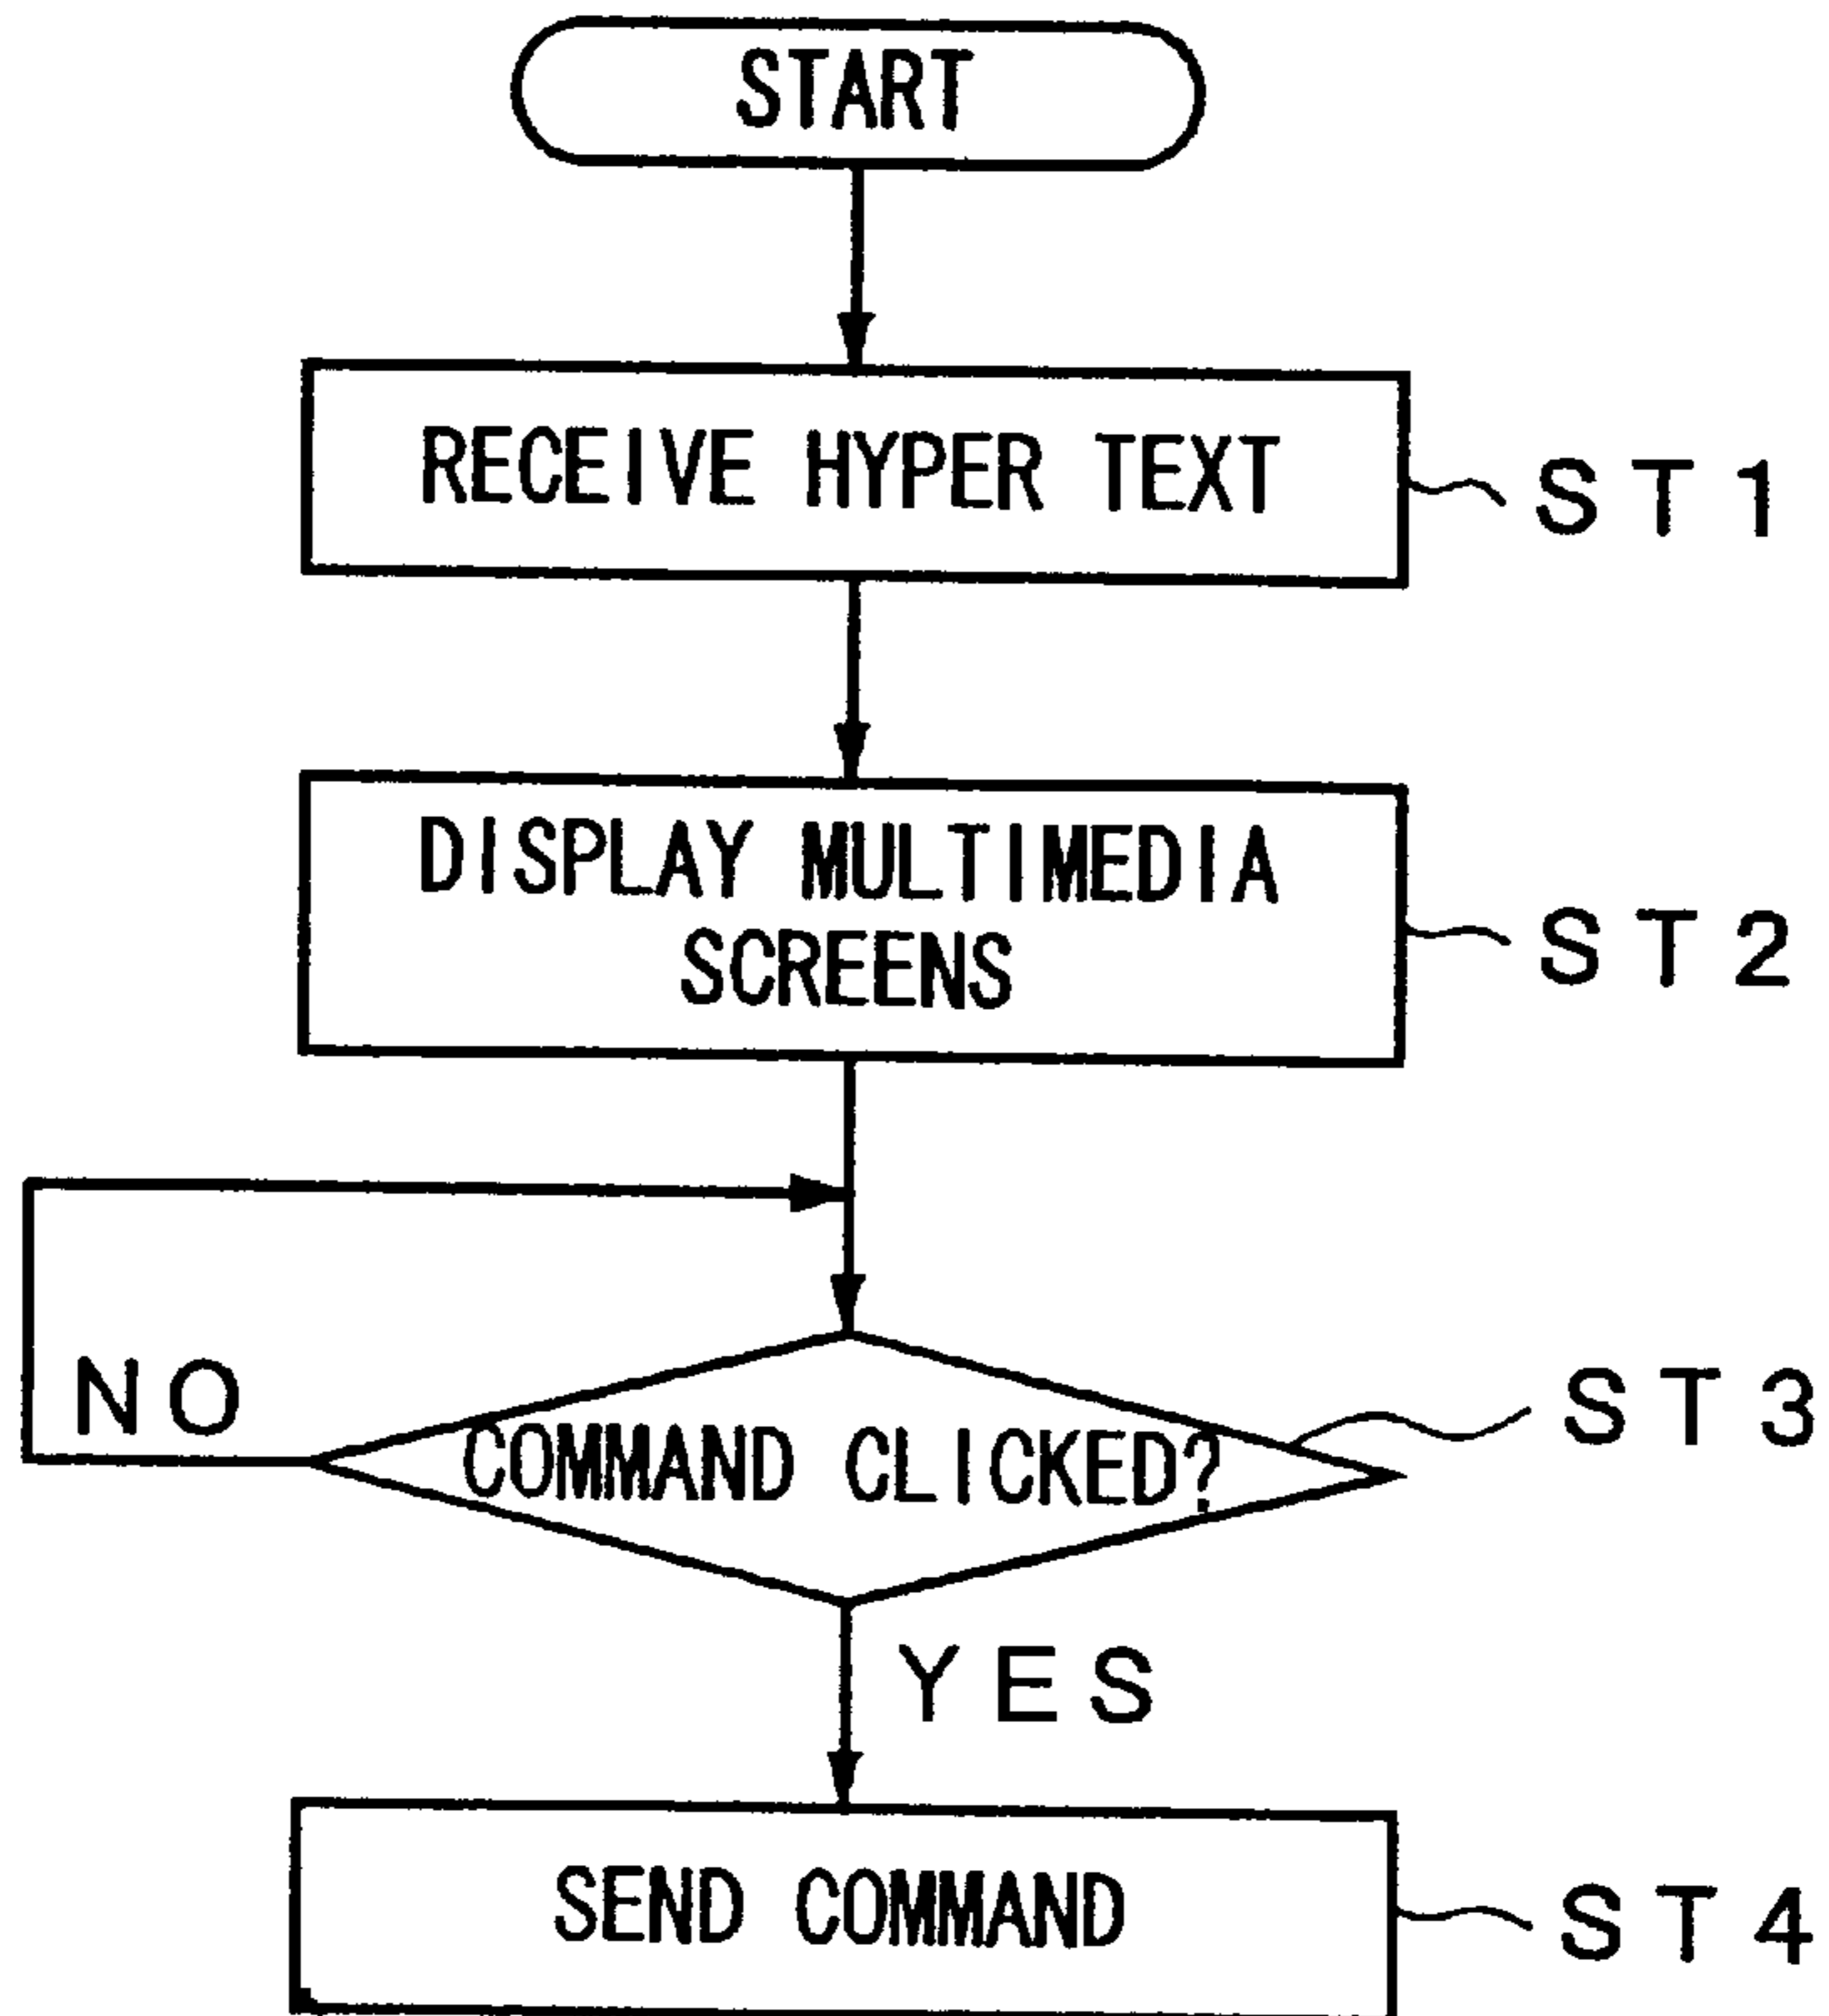 START
RECEIVE HYPER TEXT
ST1
DISPLAY MULTIMEDIA
SCREENS
ST2
NO
COMMAND CLICKED?
ST3
YES
SEND COMMAND
ST4